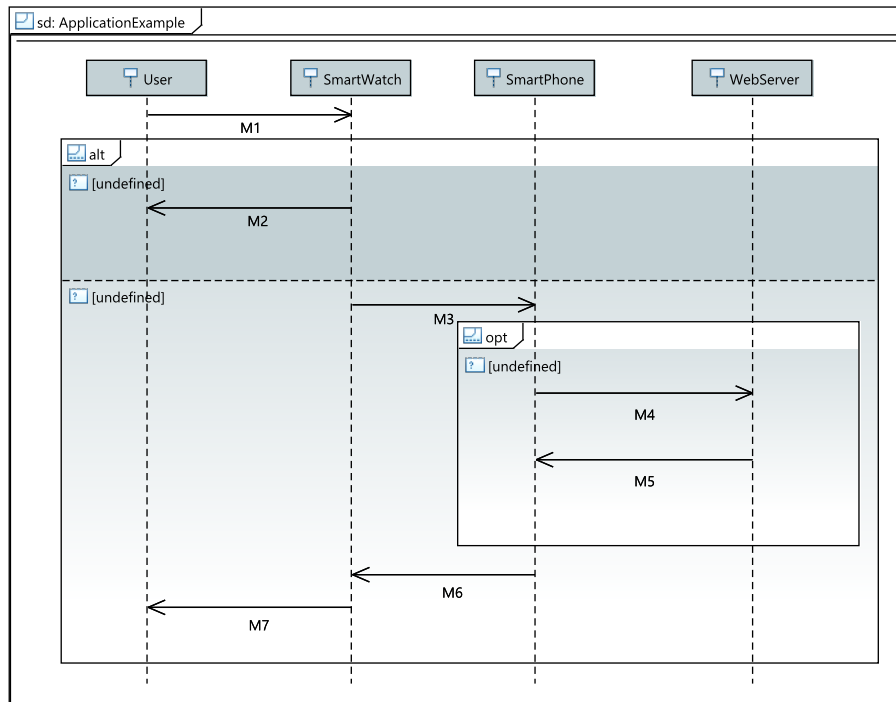 sd: ApplicationExample
User
SmartWatch
SmartPhone
WebServer
M1
alt
? [undefined]
M2
? [undefined]
M3
opt
? [undefined]
M4
M5
M6
M7